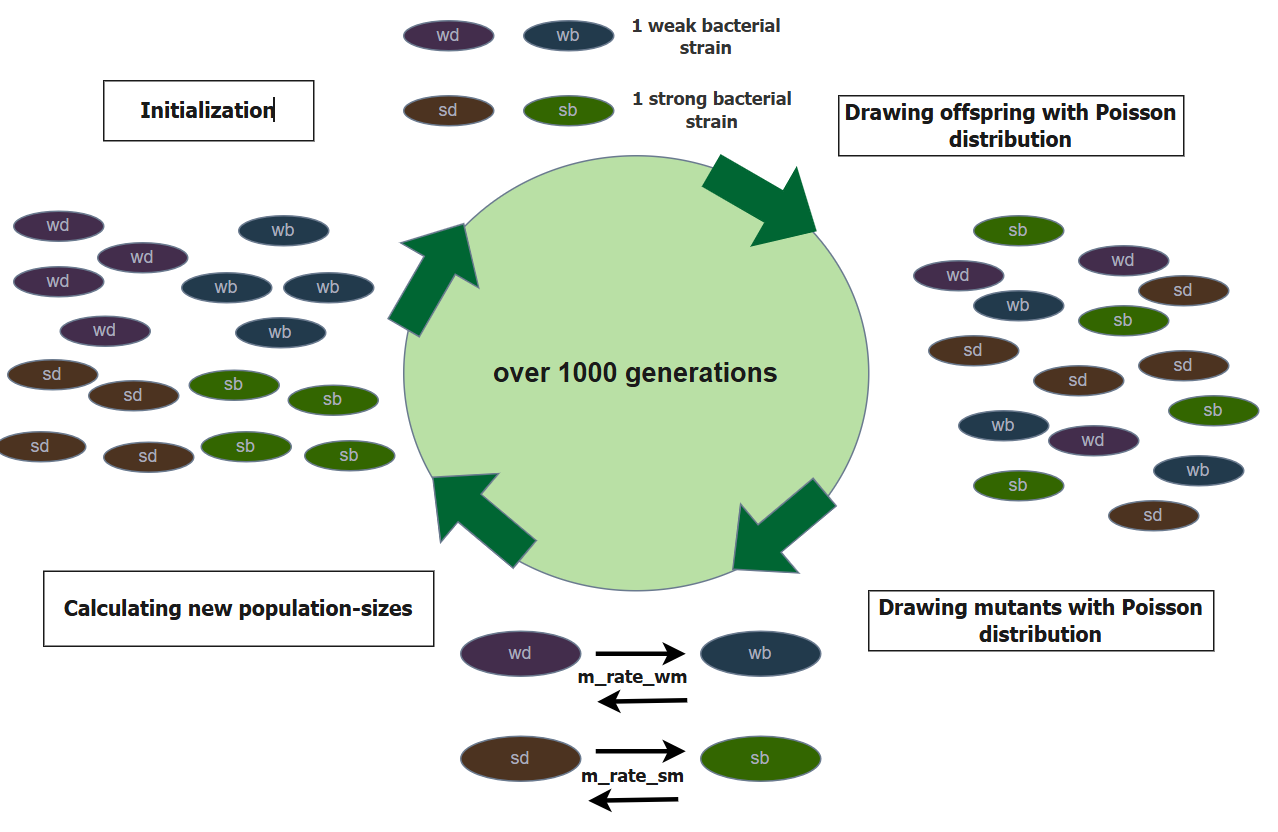 wd wb 1 weak bacterial
strain
sd sb 1 strong bacterial
strain
Initialization
Drawing offspring with Poisson
distribution
wd
wb
wd
wd
wb
wb
wd
wb
sd
sb
sd
sb
sd
sb
sd
sb
over 1000 generations
sb
wd
wd
sd
wb
sb
sd
sd
sd
sb
wb
wd
wb
sb
sd
Calculating new population-sizes
Drawing mutants with Poisson
distribution
wd wb
m_rate_wm
sd sb
m_rate_sm